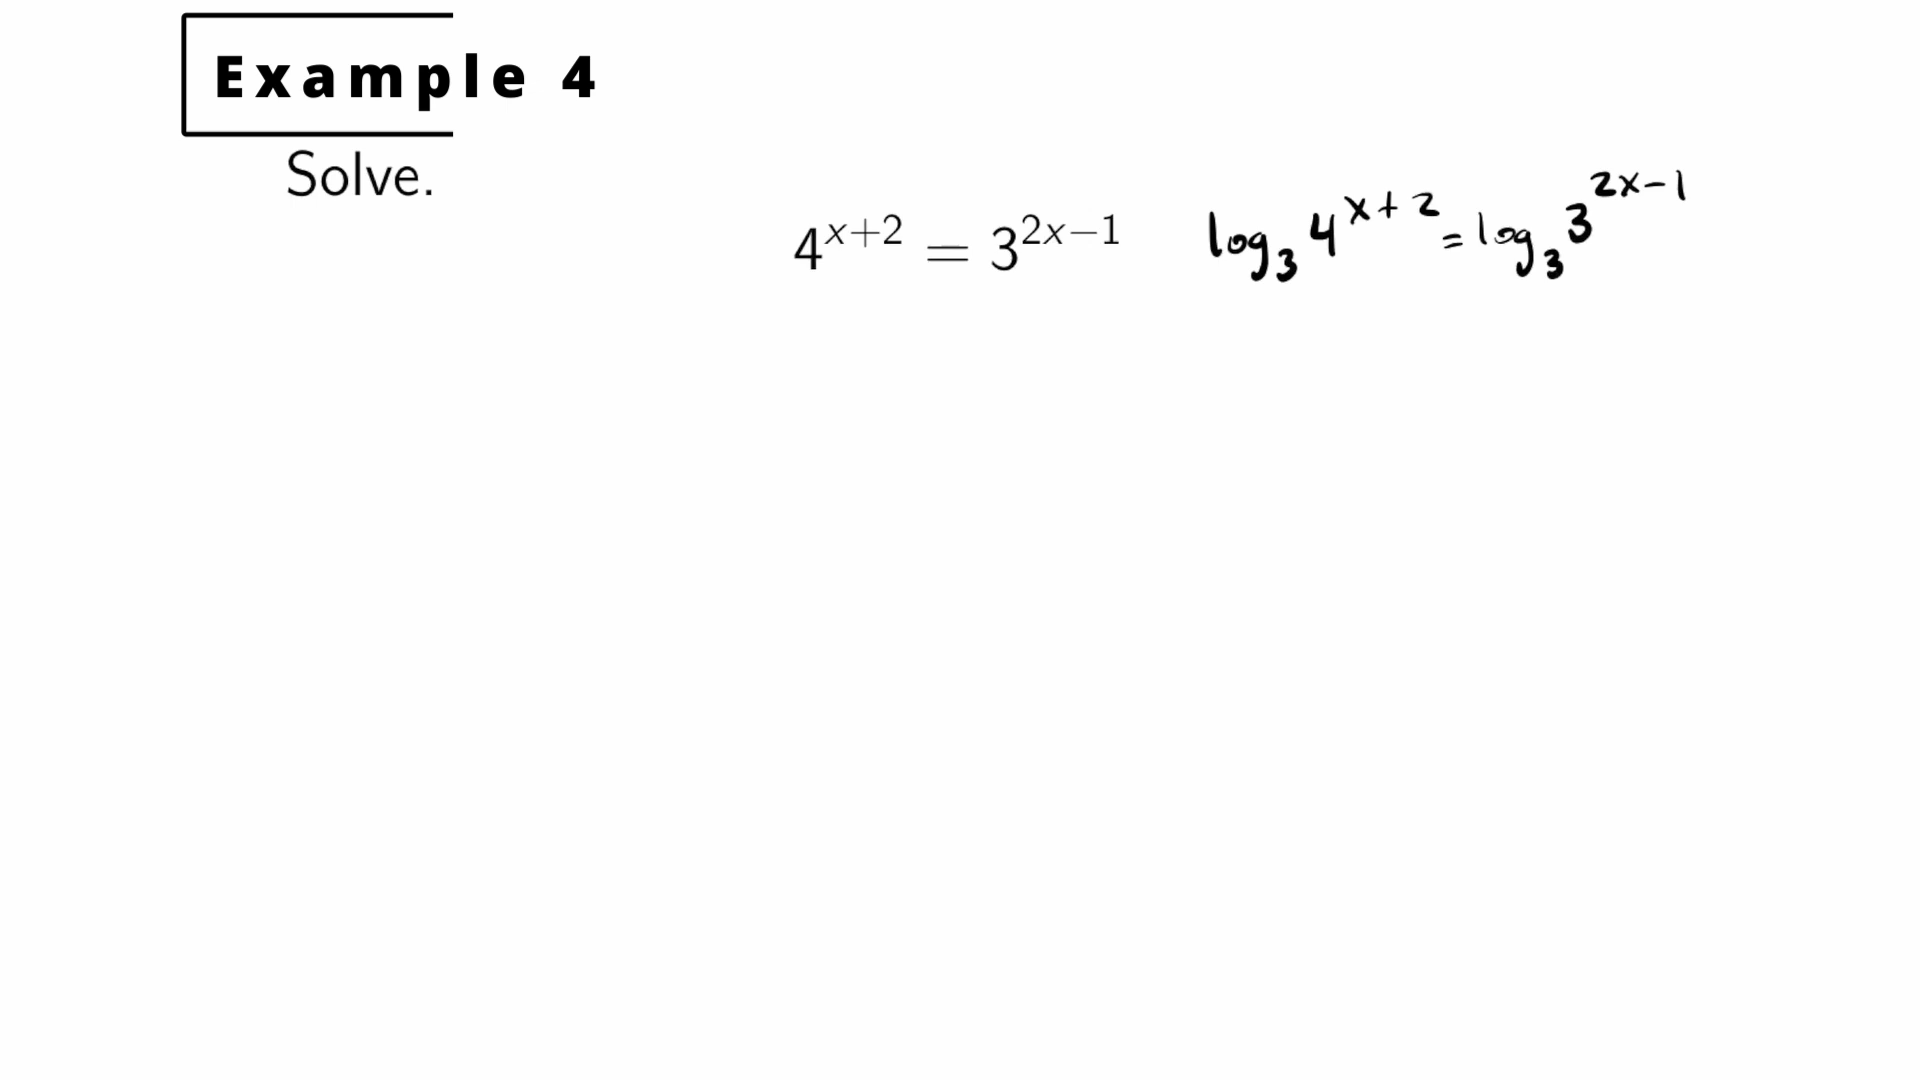 Example 4
Solve.
4^{x+2} = 3^{2x−1}
log_3 4^{x+2} = log_3 3^{2x-1}